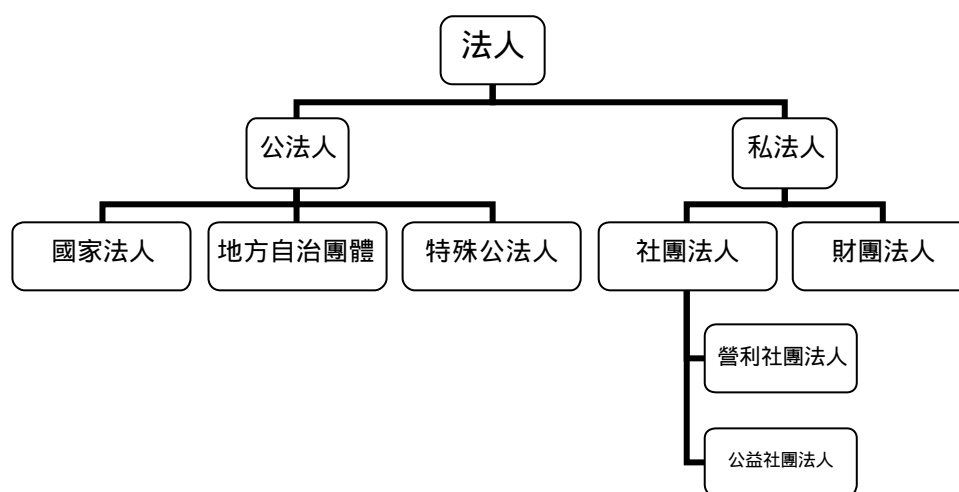 法人
公法人
私法人
國家法人
地方自治團體
特殊公法人
社團法人
財團法人
營利社團法人
公益社團法人